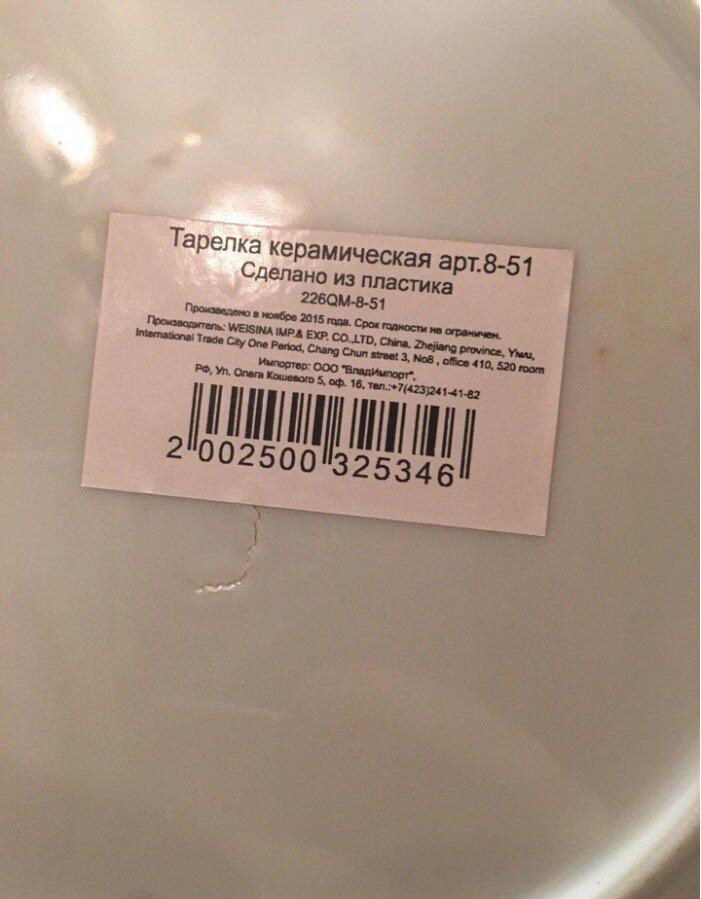 Тарелка керамическая арт.8-51
Сделано из пластика
226QM-8-51
Произведено в ноябре 2015 года. Срок годности не ограничен.
Производитель: WEISINA IMP.& EXP. CO.,LTD, China, Zhejiang province, Yiwu,
International Trade City One Period, Chang Chun street 3, No8 , office 410, 520 room
Импортер: ООО "ВладИмпорт",
РФ, Ул. Олега Кошевого 5, оф. 16, тел.:+7(423)241-41-82
2 002500 325346